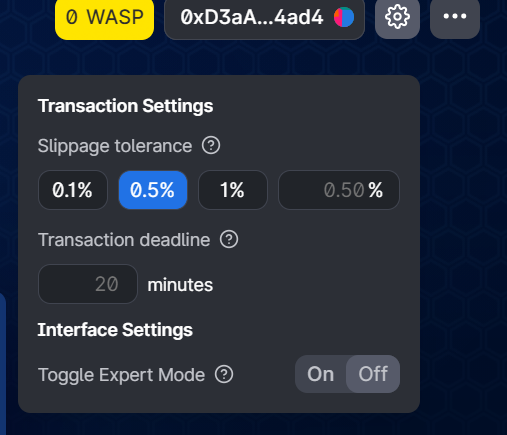 0 WASP 0xD3aA...4ad4 ...
Transaction Settings
Slippage tolerance ?
0.1% 0.5% 1% 0.50 %
Transaction deadline ?
20 minutes
Interface Settings
Toggle Expert Mode ? On Off